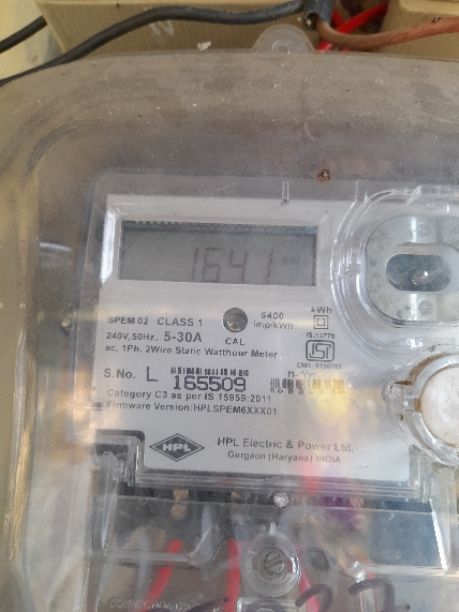 1641
SPEM 02 CLASS 1
6400
imp/kWh
kWh
240V, 50Hz. 5-30A
CAL
IS:13779
ac, 1Ph, 2Wire Static Watthour Meter
S.No. L 165509
Category C3 as per IS 15959:2011
Firmware Version:HPLSPEM6XXX01
HPL
HPL Electric & Power Ltd.
Gurgaon (Haryana) INDIA